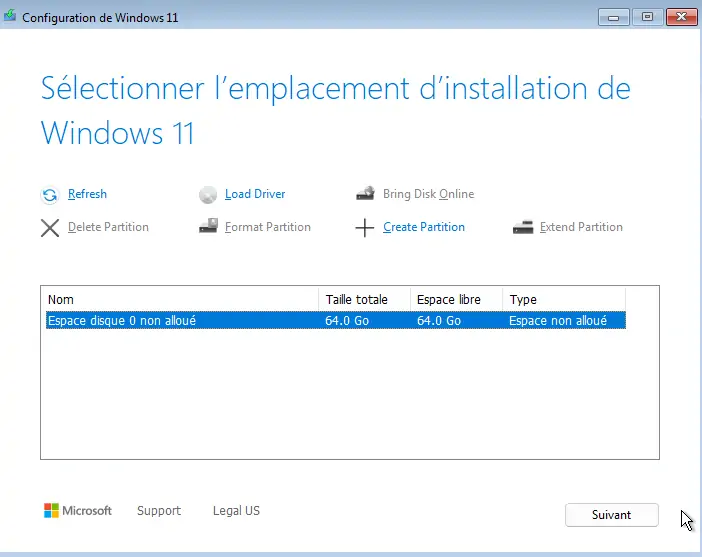 Configuration de Windows 11
Sélectionner l’emplacement d’installation de
Windows 11
Refresh Load Driver Bring Disk Online
Delete Partition Format Partition Create Partition Extend Partition
Nom Taille totale Espace libre Type
Espace disque 0 non alloué 64.0 Go 64.0 Go Espace non alloué
Microsoft Support Legal US Suivant